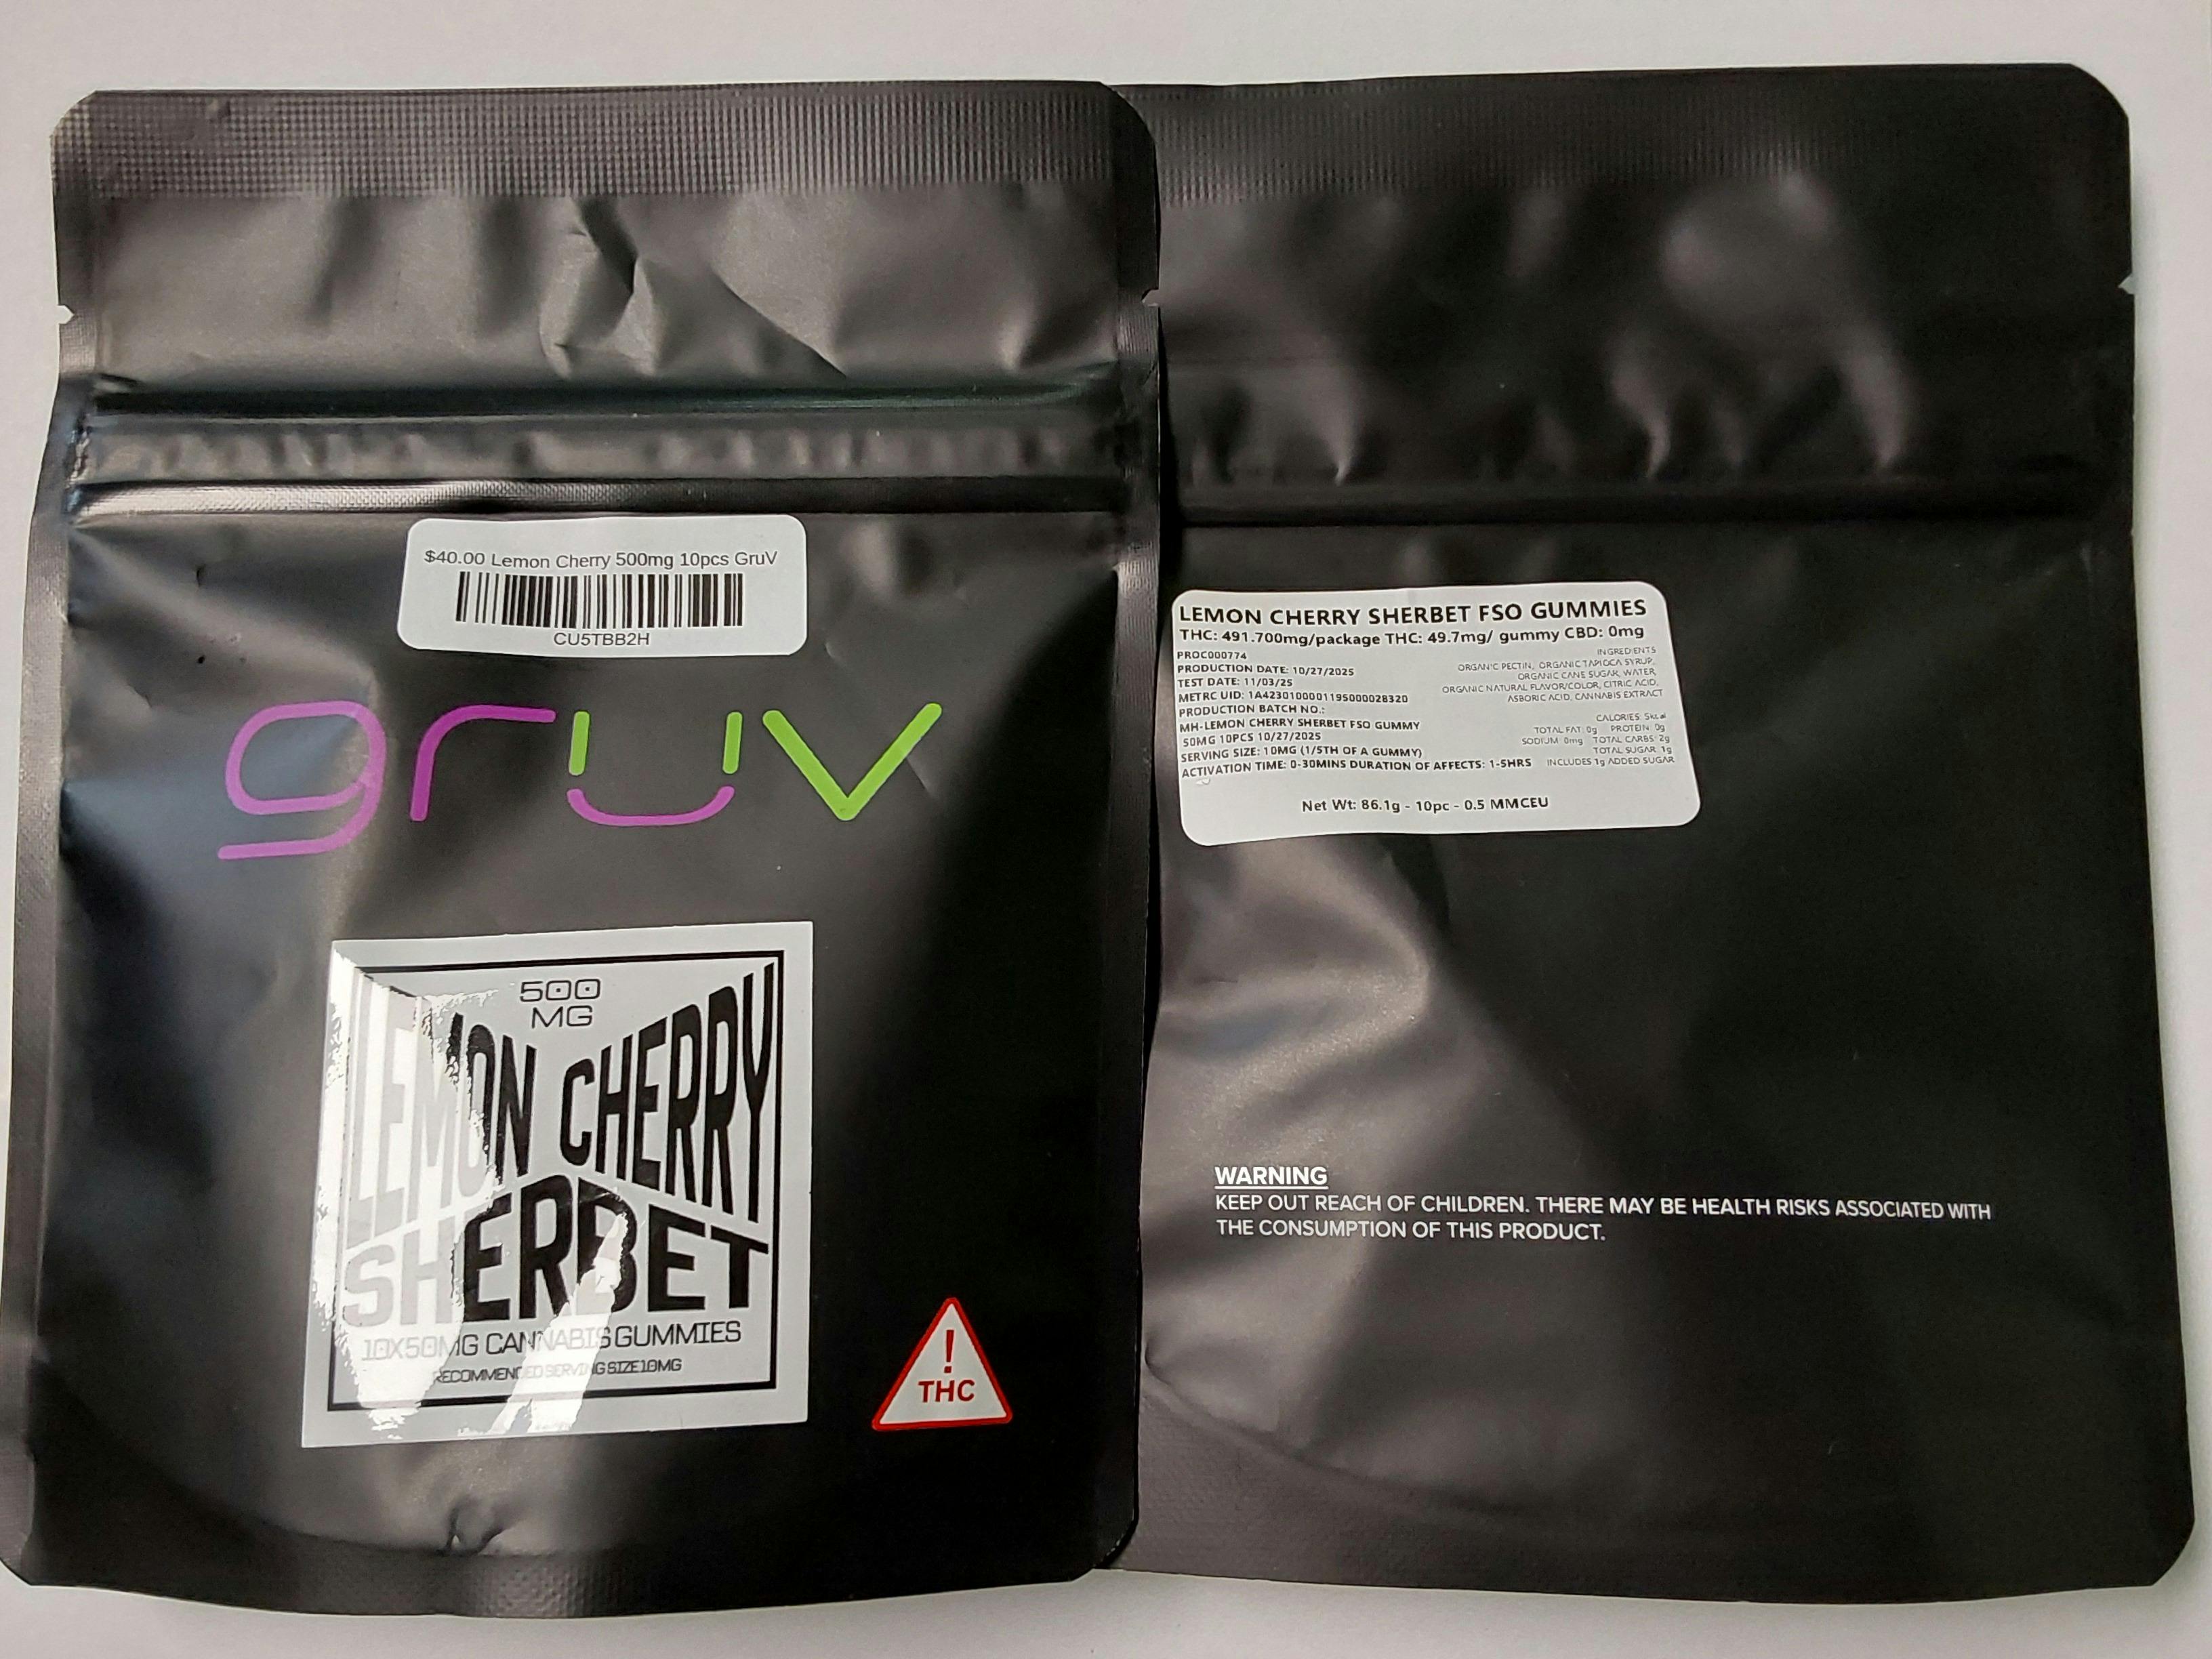 $40.00 Lemon Cherry 500mg 10pcs GruV
CU5TBB2H
gruv
500
MG
LEMON CHERRY
SHERBET
10X50MG CANNABIS GUMMIES
RECOMMENDED SERVING SIZE 10MG
!
THC
LEMON CHERRY SHERBET FSO GUMMIES
THC: 491.700mg/package THC: 49.7mg/ gummy CBD: 0mg
PROC000774
PRODUCTION DATE: 10/27/2025
TEST DATE: 11/03/25
METRC UID: 1A4230100001195000028320
PRODUCTION BATCH NO.:
MH-LEMON CHERRY SHERBET FSO GUMMY
50MG 10PCS 10/27/2025
SERVING SIZE: 10MG (1/5TH OF A GUMMY)
ACTIVATION TIME: 0-30MINS DURATION OF AFFECTS: 1-5HRS
INGREDIENTS
ORGANIC PECTIN, ORGANIC TAPIOCA SYRUP,
ORGANIC CANE SUGAR, WATER,
ORGANIC NATURAL FLAVOR/COLOR, CITRIC ACID,
ASBORIC ACID, CANNABIS EXTRACT
CALORIES: 5kcal
TOTAL FAT: 0g PROTEIN: 0g
SODIUM: 0mg TOTAL CARBS: 2g
TOTAL SUGAR: 1g
INCLUDES 1g ADDED SUGAR
Net Wt: 86.1g - 10pc - 0.5 MMCEU
WARNING
KEEP OUT REACH OF CHILDREN. THERE MAY BE HEALTH RISKS ASSOCIATED WITH
THE CONSUMPTION OF THIS PRODUCT.